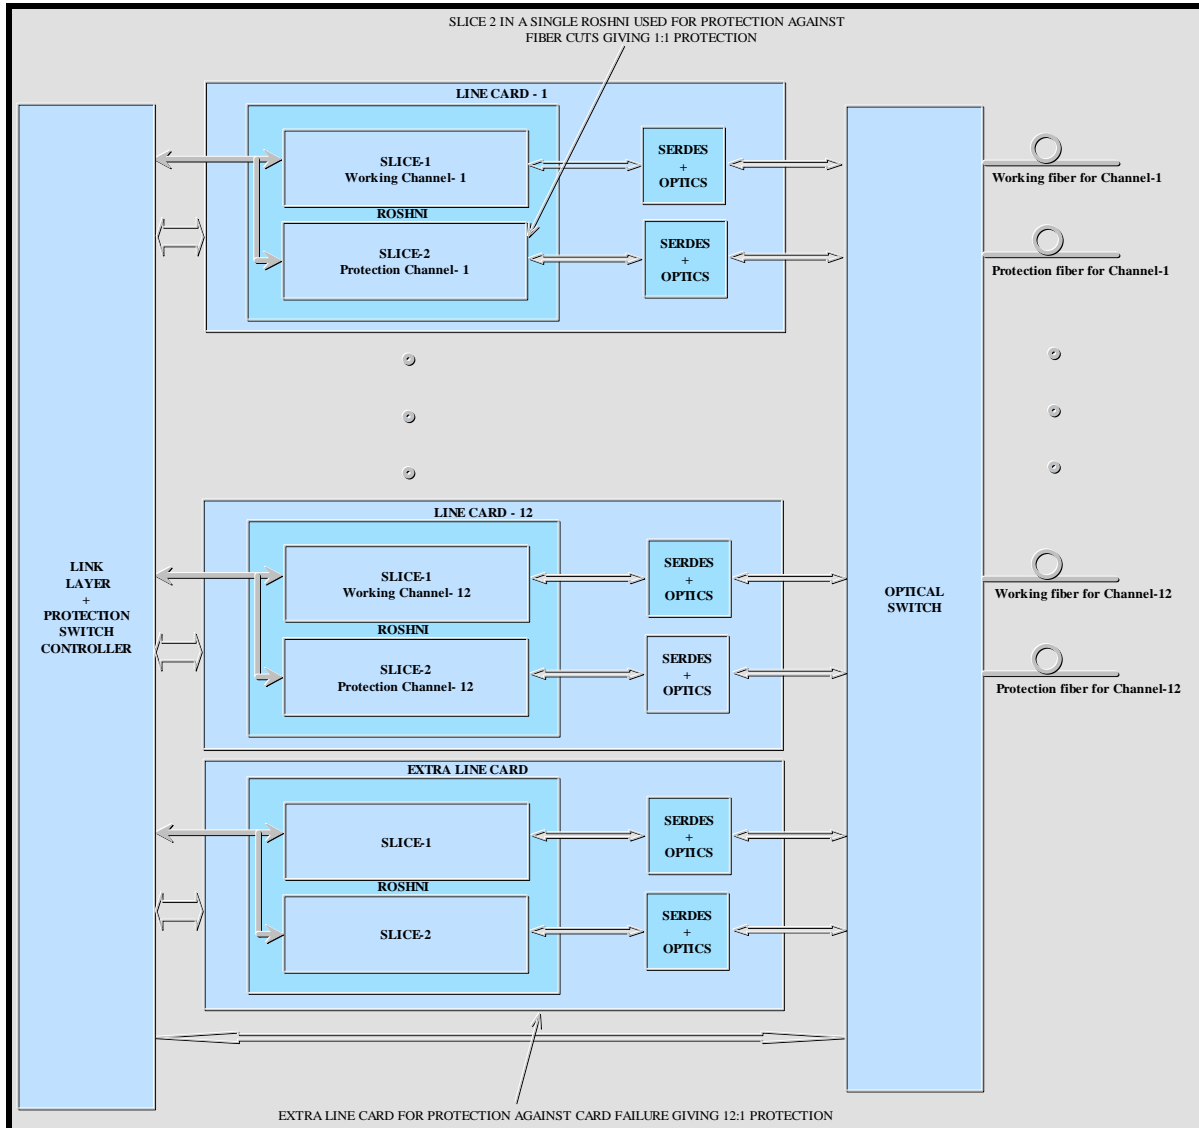 SLICE 2 IN A SINGLE ROSHNI USED FOR PROTECTION AGAINST
FIBER CUTS GIVING 1:1 PROTECTION
LINE CARD - 1
SLICE-1
Working Channel- 1
ROSHNI
SLICE-2
Protection Channel- 1
SERDES
+
OPTICS
SERDES
+
OPTICS
Working fiber for Channel-1
Protection fiber for Channel-1
LINK
LAYER
+
PROTECTION
SWITCH
CONTROLLER
LINE CARD - 12
SLICE-1
Working Channel- 12
ROSHNI
SLICE-2
Protection Channel- 12
SERDES
+
OPTICS
SERDES
+
OPTICS
OPTICAL
SWITCH
Working fiber for Channel-12
Protection fiber for Channel-12
EXTRA LINE CARD
SLICE-1
ROSHNI
SLICE-2
SERDES
+
OPTICS
SERDES
+
OPTICS
EXTRA LINE CARD FOR PROTECTION AGAINST CARD FAILURE GIVING 12:1 PROTECTION